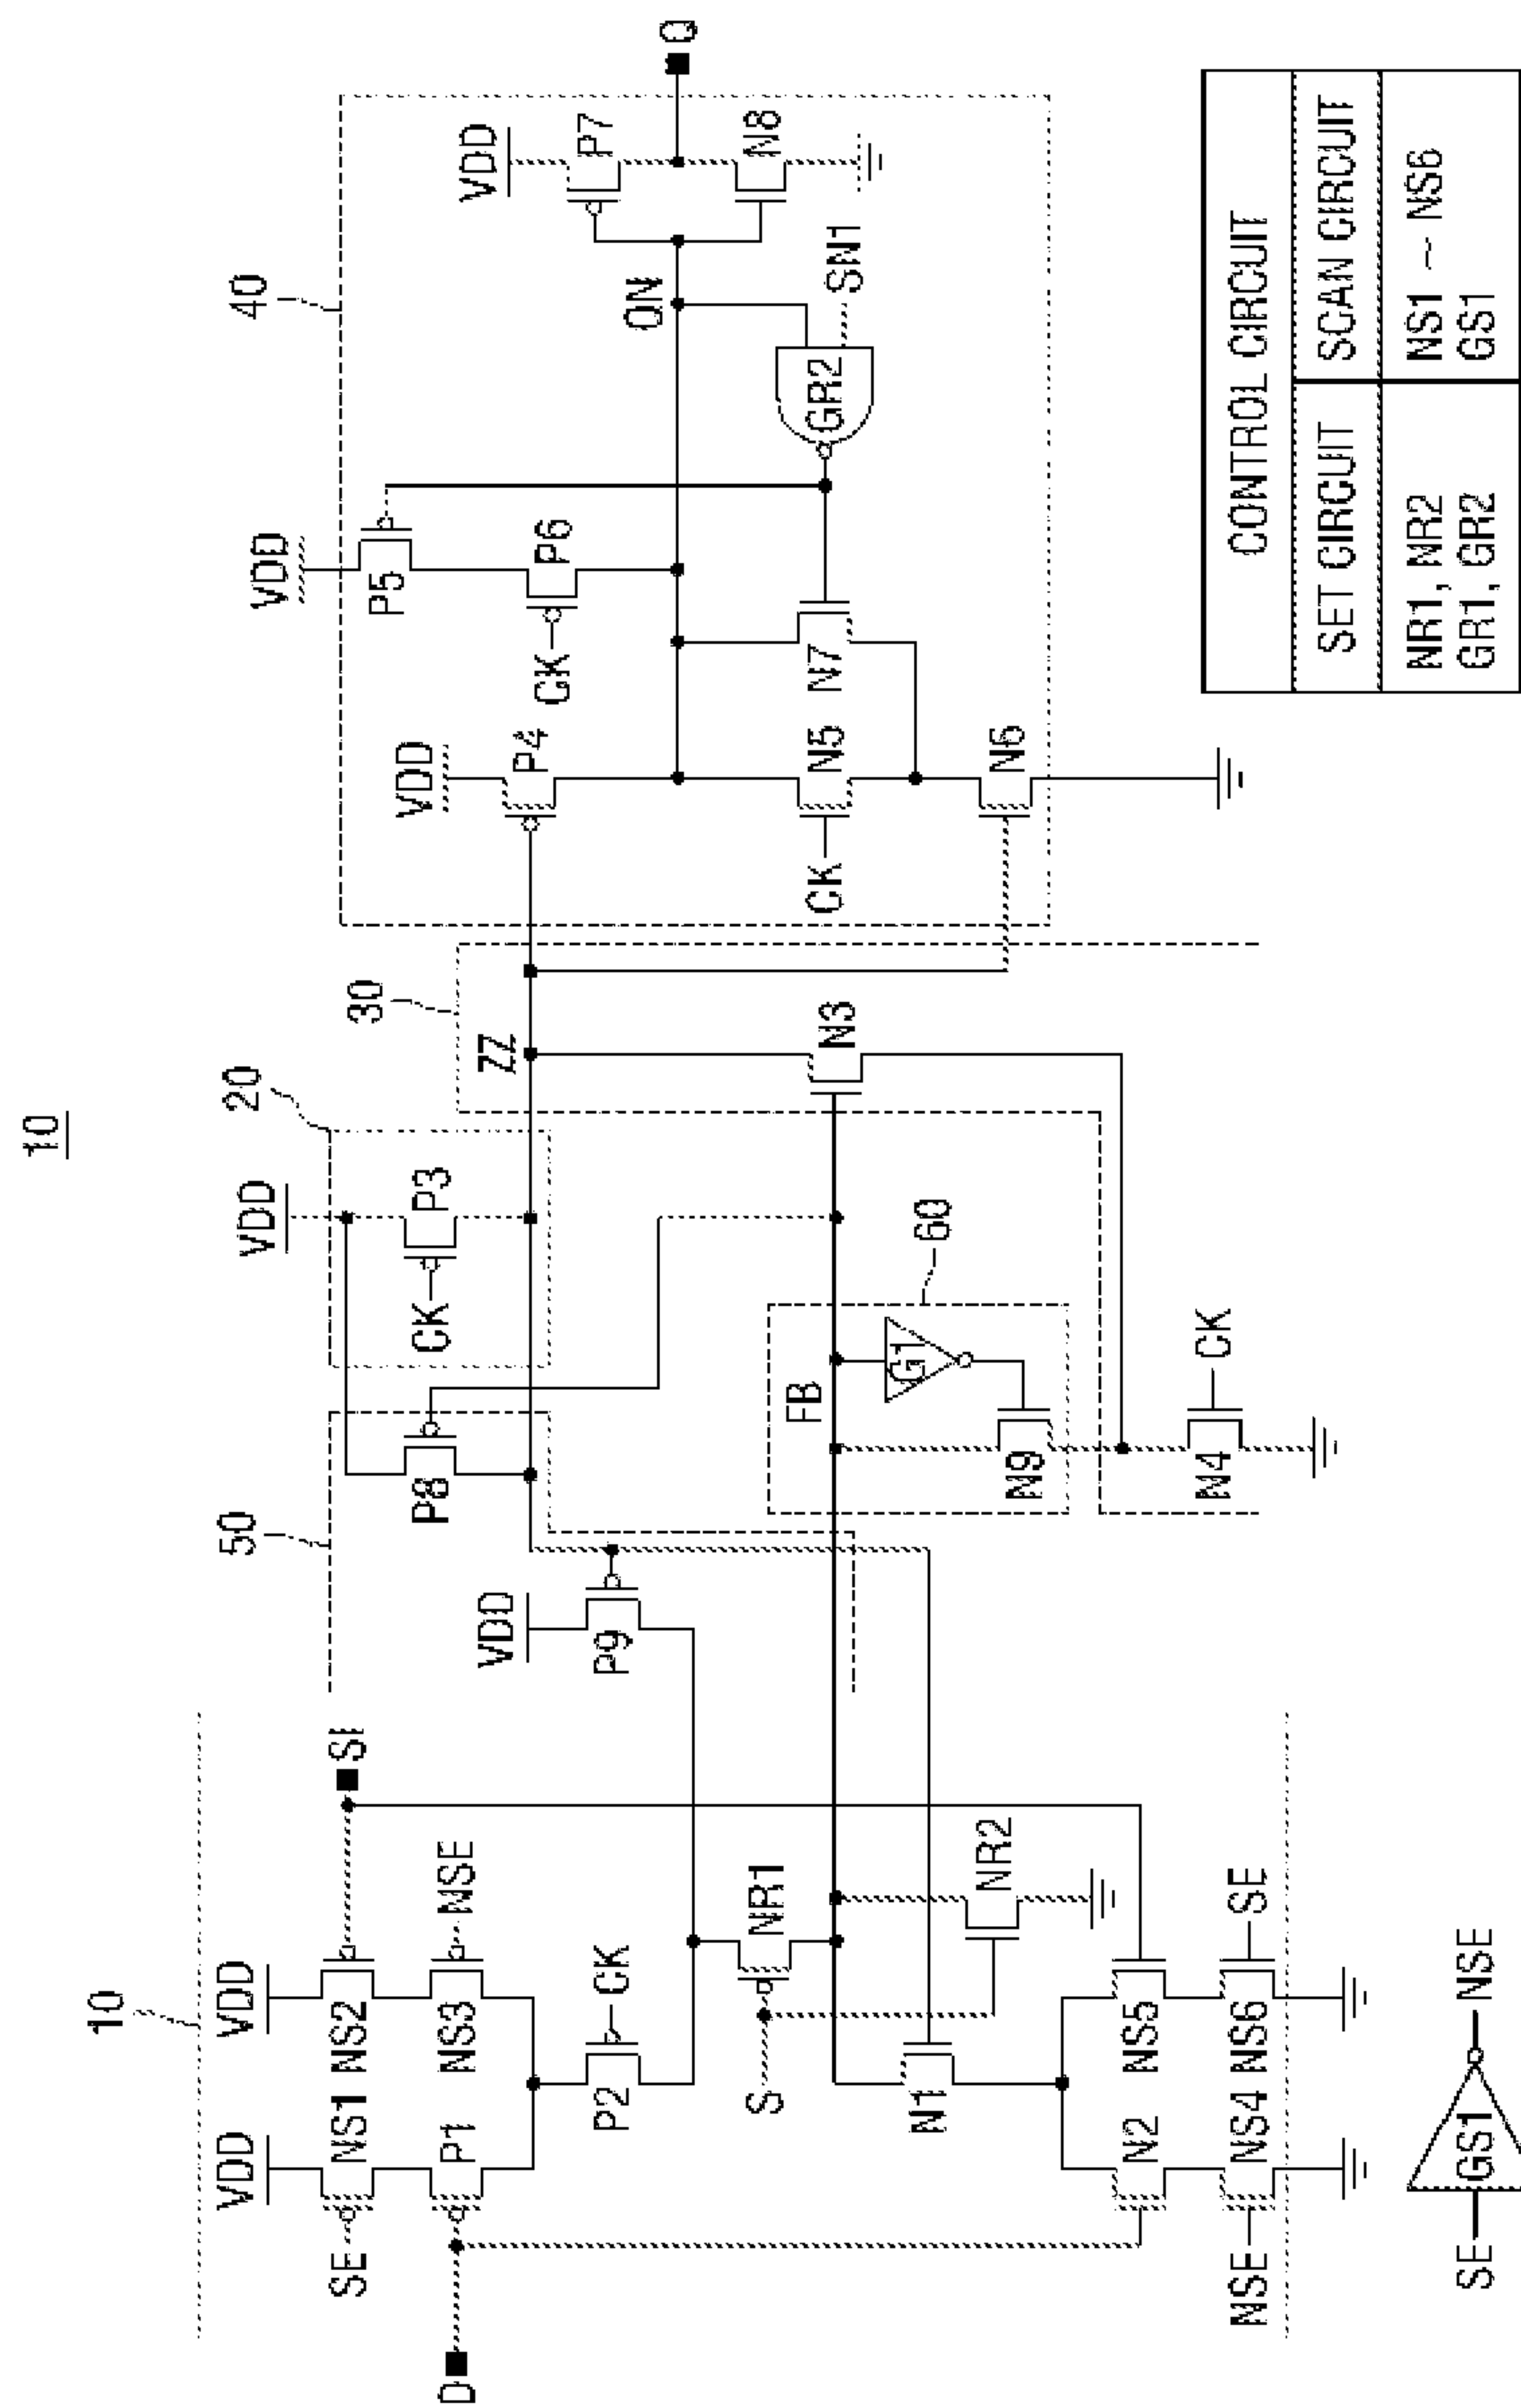 10
10
20
30
40
50
60
VDD
VDD
SE
NS1
NS2
SI
D
P1
NS3
NSE
P2
CK
S
NR1
NR2
N1
N2
NS5
NSE
NS4
NS6
SE
SE
GS1
NSE
VDD
P9
VDD
P8
CK
P3
ZZ
FB
G1
N9
N4
CK
N3
VDD
P4
VDD
P5
CK
P6
CK
N5
N7
N6
QN
GR2
SN1
VDD
P7
N8
Q
CONTROL CIRCUIT
SET CIRCUIT
SCAN CIRCUIT
NR1, NR2
GR1, GR2
NS1 ~ NS6
GS1